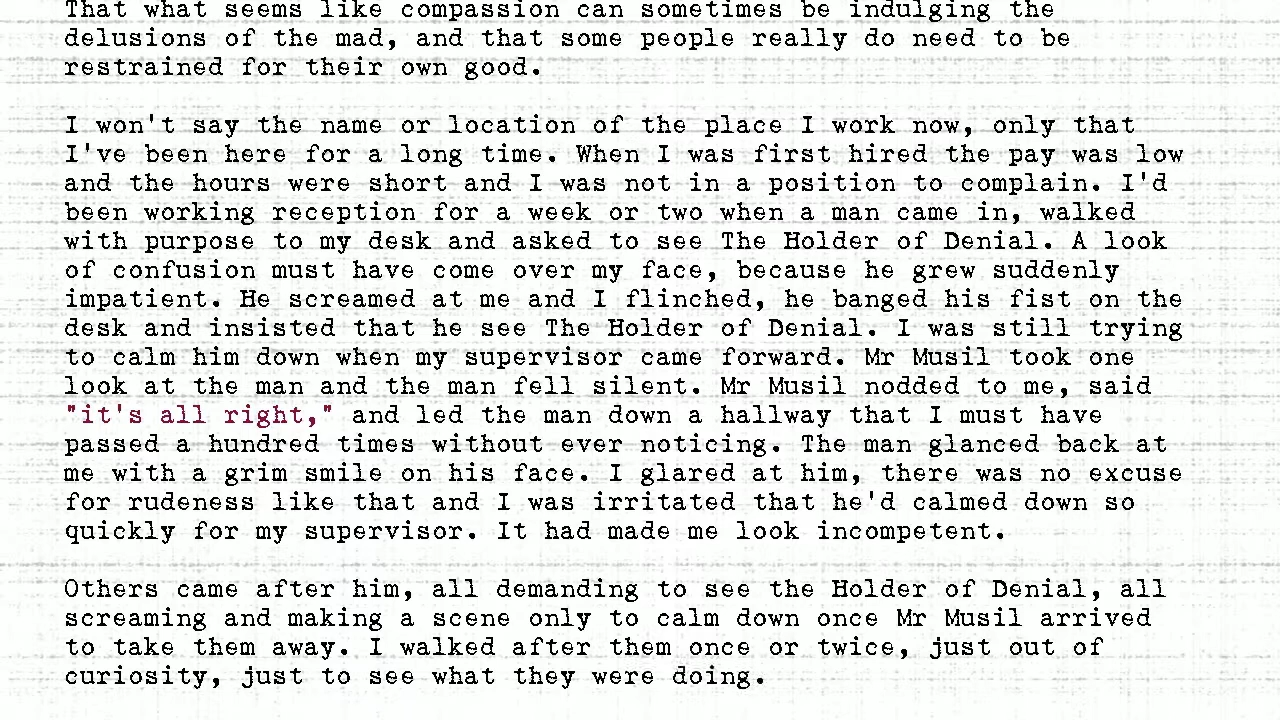 That what seems like compassion can sometimes be indulging the
delusions of the mad, and that some people really do need to be
restrained for their own good.
I won't say the name or location of the place I work now, only that
I've been here for a long time. When I was first hired the pay was low
and the hours were short and I was not in a position to complain. I'd
been working reception for a week or two when a man came in, walked
with purpose to my desk and asked to see The Holder of Denial. A look
of confusion must have come over my face, because he grew suddenly
impatient. He screamed at me and I flinched, he banged his fist on the
desk and insisted that he see The Holder of Denial. I was still trying
to calm him down when my supervisor came forward. Mr Musil took one
look at the man and the man fell silent. Mr Musil nodded to me, said
"it's all right," and led the man down a hallway that I must have
passed a hundred times without ever noticing. The man glanced back at
me with a grim smile on his face. I glared at him, there was no excuse
for rudeness like that and I was irritated that he'd calmed down so
quickly for my supervisor. It had made me look incompetent.
Others came after him, all demanding to see the Holder of Denial, all
screaming and making a scene only to calm down once Mr Musil arrived
to take them away. I walked after them once or twice, just out of
curiosity, just to see what they were doing.